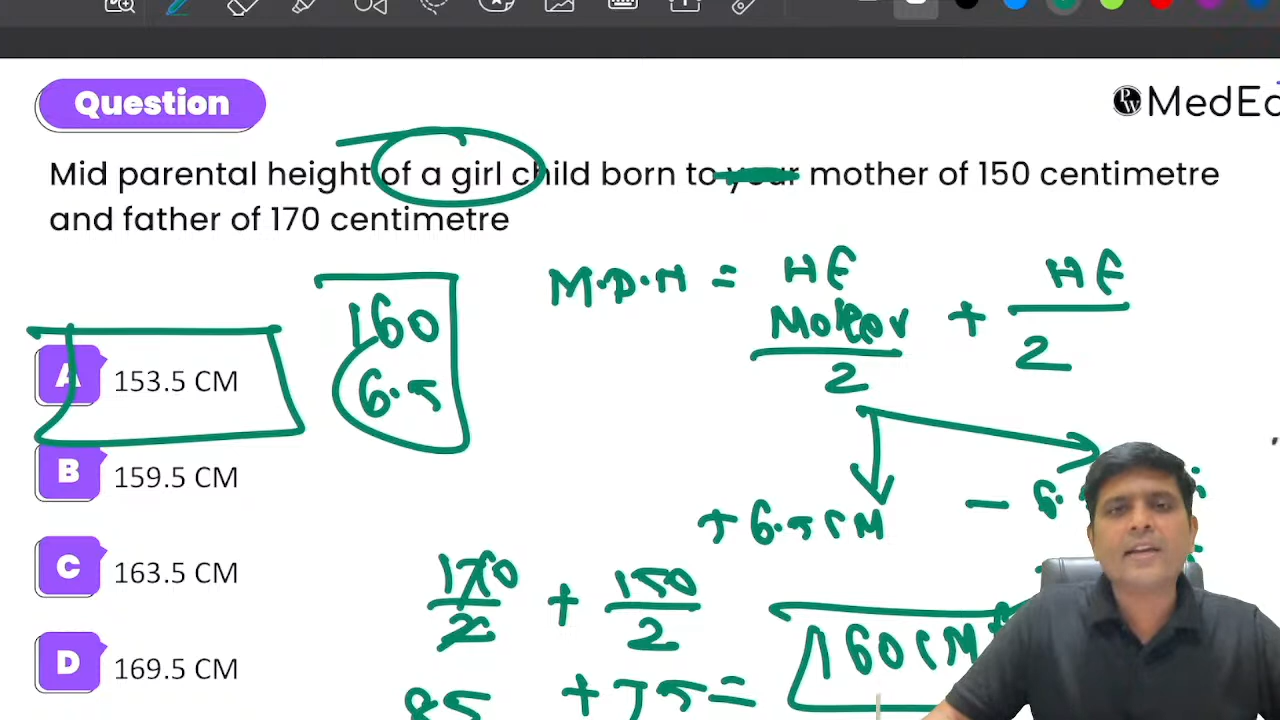 Question
PW MedEd
Mid parental height of a girl child born to your mother of 150 centimetre
and father of 170 centimetre
M.P.H = HF
Mother
2
+ HF
2
160
6.5
A 153.5 CM
B 159.5 CM
C 163.5 CM
D 169.5 CM
+ 6.5 CM
- 6.
170
2
+ 150
2
160 CM
85 + 75 =